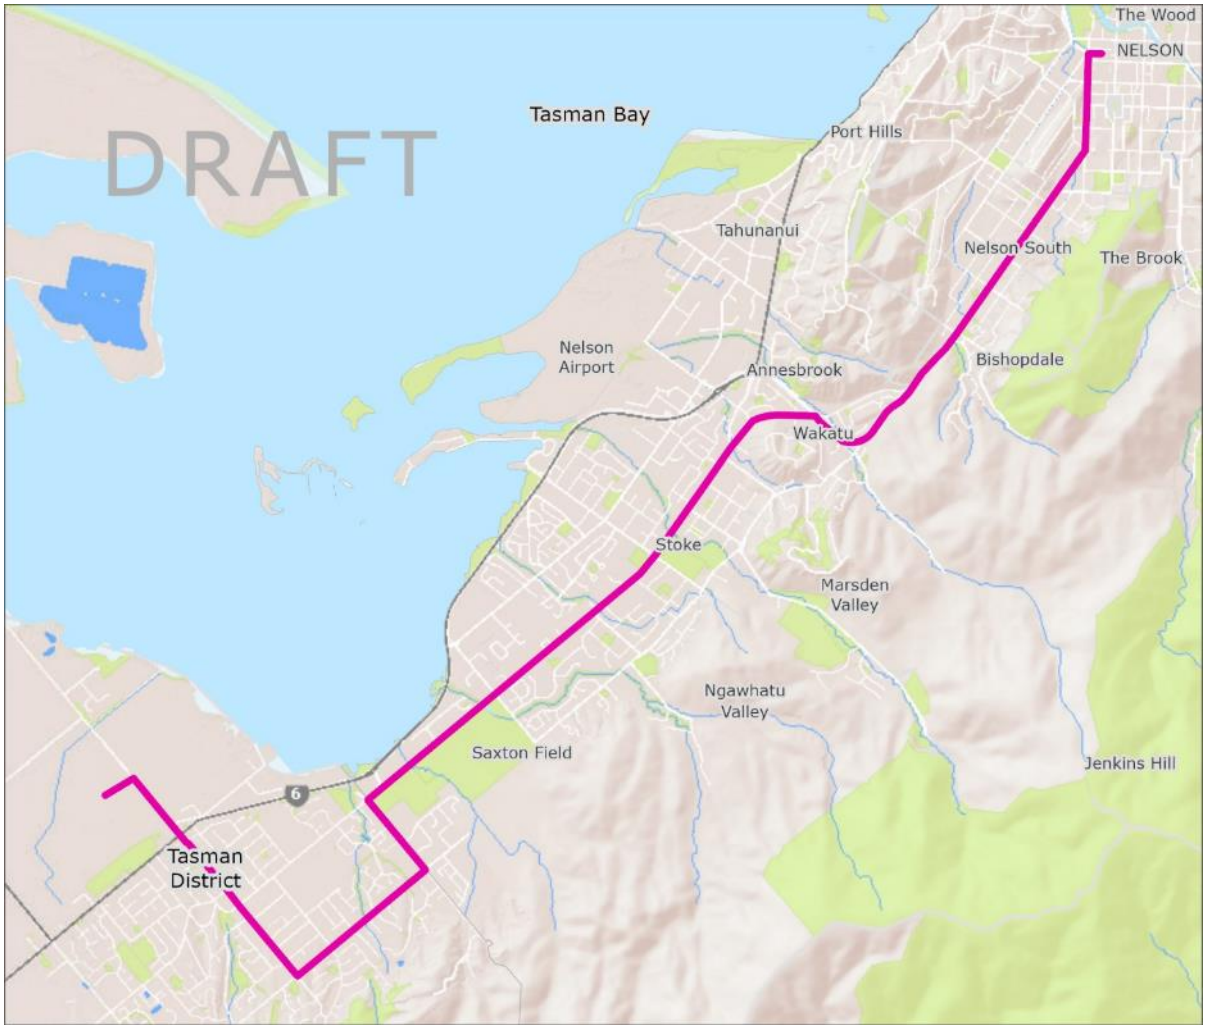 The Wood
NELSON
Tasman Bay
DRAFT
Port Hills
Tahunanui
Nelson South
The Brook
Nelson
Airport
Bishopdale
Annesbrook
Wakatu
Stoke
Marsden
Valley
Ngawhatu
Valley
Saxton Field
Jenkins Hill
6
Tasman
District